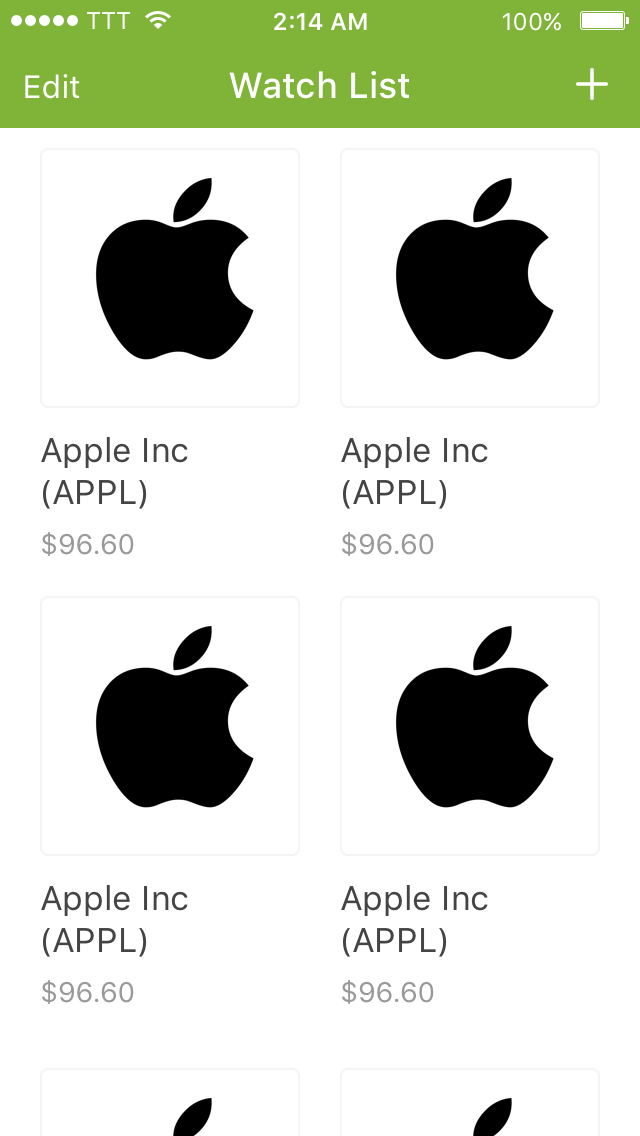 TTT 2:14 AM 100%
Edit Watch List +
Apple Inc Apple Inc
(APPL) (APPL)
$96.60 $96.60
Apple Inc Apple Inc
(APPL) (APPL)
$96.60 $96.60